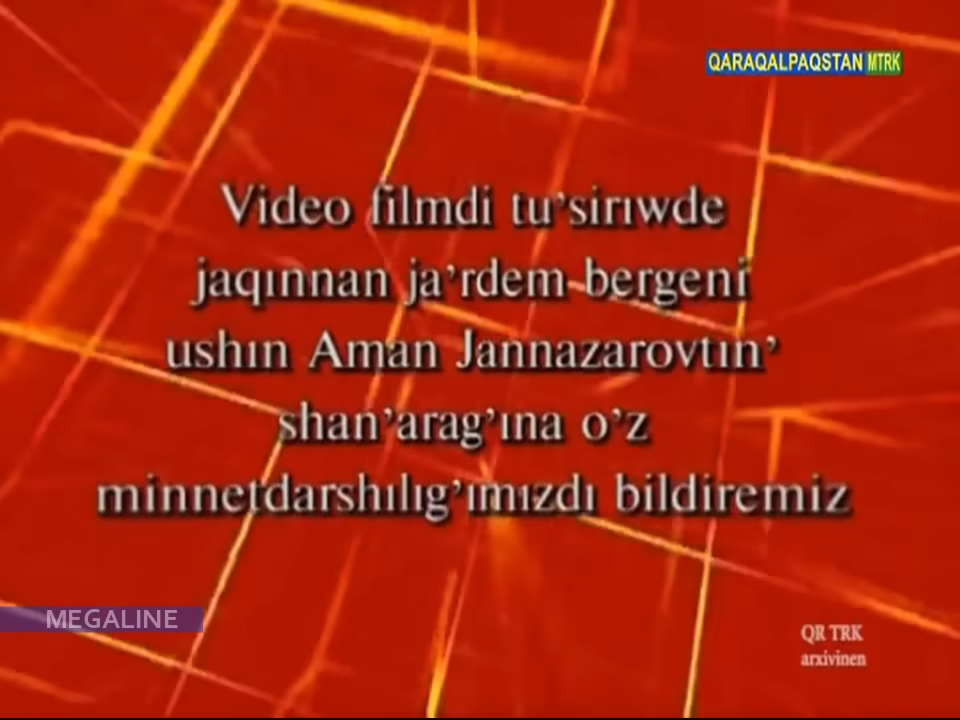 QARAQALPAQSTAN MTRK
Video filmdi tu’sirıwde
jaqınnan ja’rdem bergeni
ushın Aman Jannazarovtın’
shan’arag’ına o’z
minnetdarshılıg’ımızdı bildiremiz
MEGALINE
QR TRK
arxivinen